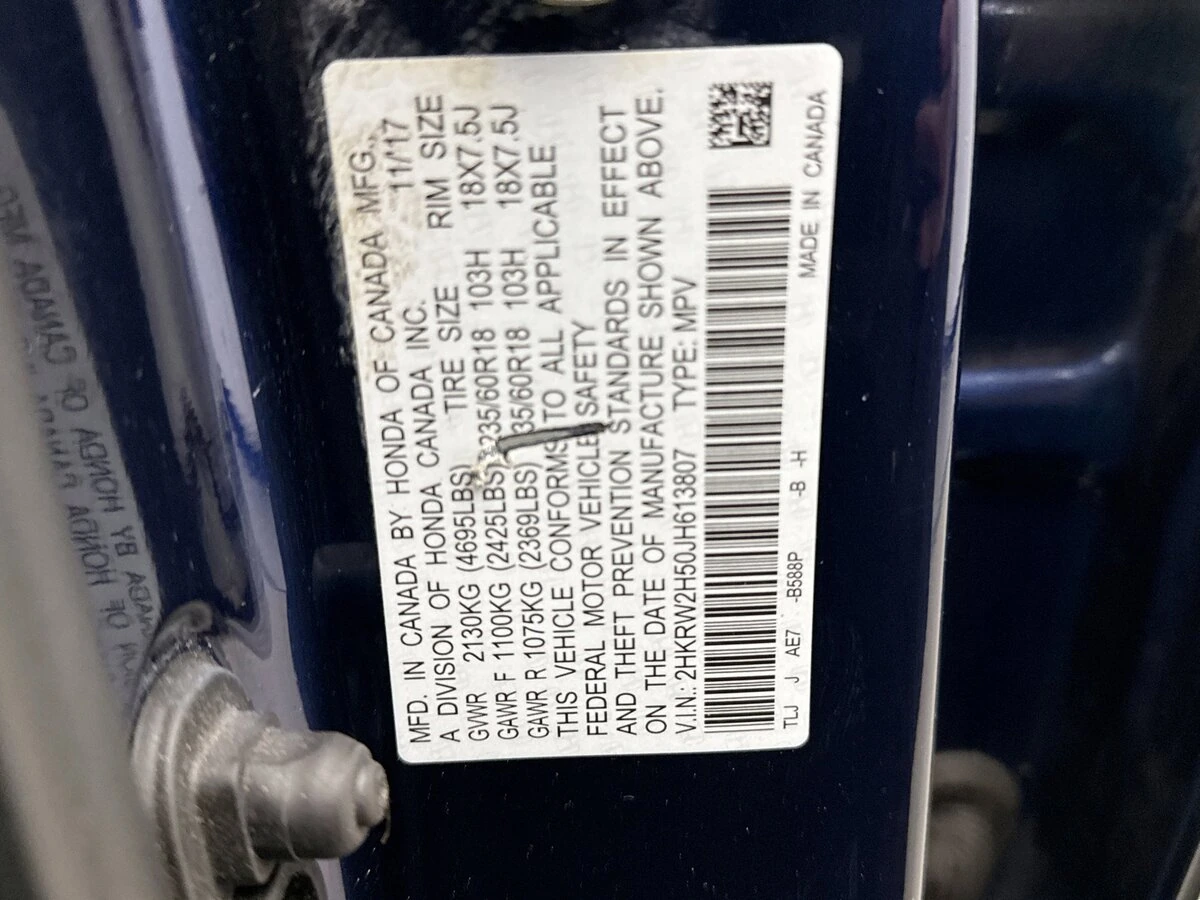 MFD. IN CANADA BY HONDA OF CANADA MFG., 11/17
A DIVISION OF HONDA CANADA INC.
TIRE SIZE RIM SIZE
GVWR 2130KG (4695LBS)
GAWR F 1100KG (2425LBS) 235/60R18 103H 18X7.5J
GAWR R 1075KG (2369LBS) 235/60R18 103H 18X7.5J
THIS VEHICLE CONFORMS TO ALL APPLICABLE
FEDERAL MOTOR VEHICLE SAFETY
AND THEFT PREVENTION STANDARDS IN EFFECT
ON THE DATE OF MANUFACTURE SHOWN ABOVE.
V.I.N.: 2HKRW2H50JH613807 TYPE: MPV
TLJ J AE7 -B588P -B -H MADE IN CANADA